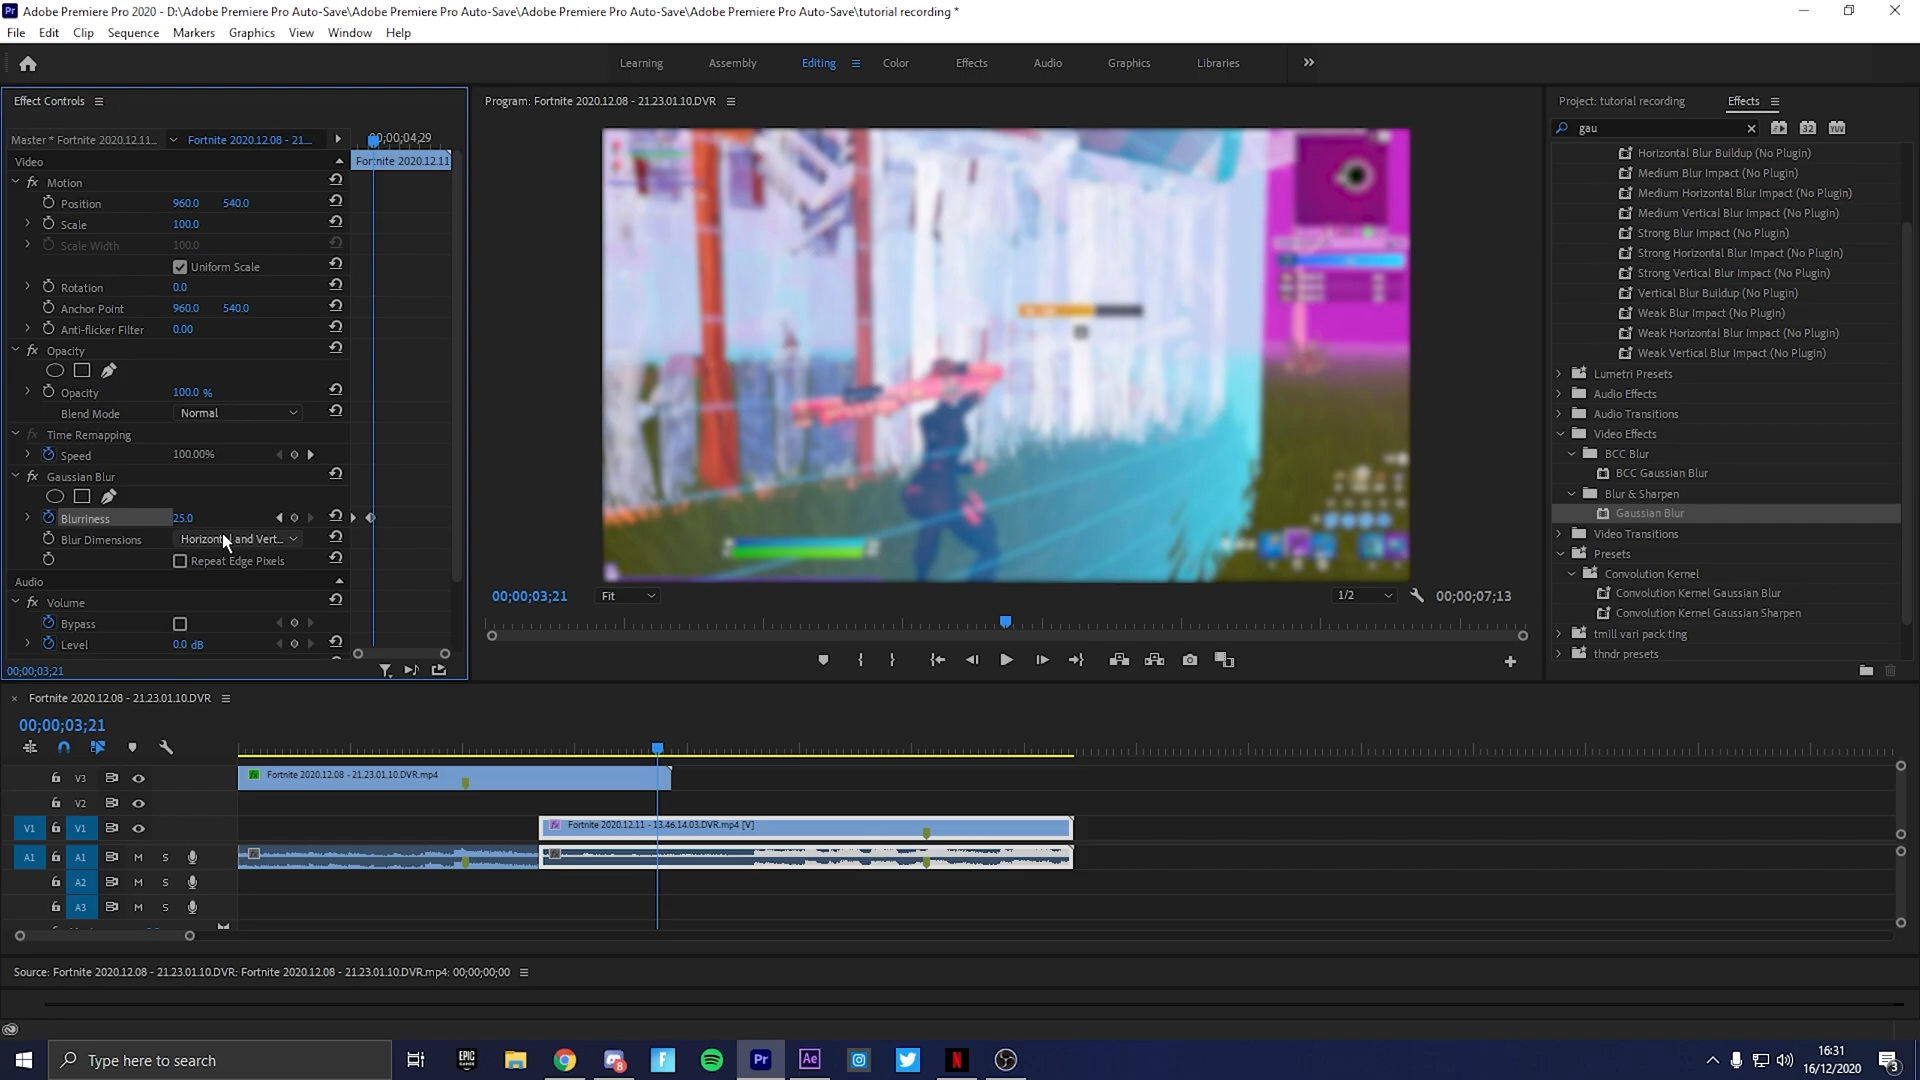 Adobe Premiere Pro 2020 - D:\Adobe Premiere Pro Auto-Save\Adobe Premiere Pro Auto-Save\Adobe Premiere Pro Auto-Save\Adobe Premiere Pro Auto-Save\tutorial recording *
File Edit Clip Sequence Markers Graphics View Window Help
Learning Assembly Editing Color Effects Audio Graphics Libraries
Effect Controls
Master * Fortnite 2020.12.11... Fortnite 2020.12.08 - 21... 00;00;04;29
Video Fortnite 2020.12.11
fx Motion
Position 960.0 540.0
Scale 100.0
Scale Width 100.0
Uniform Scale
Rotation 0.0
Anchor Point 960.0 540.0
Anti-flicker Filter 0.00
fx Opacity
Opacity 100.0 %
Blend Mode Normal
fx Time Remapping
Speed 100.00%
fx Gaussian Blur
Blurriness 25.0
Blur Dimensions Horizontal and Vert...
Repeat Edge Pixels
Audio
fx Volume
Bypass
Level 0.0 dB
00;00;03;21
Program: Fortnite 2020.12.08 - 21.23.01.10.DVR
00;00;03;21 Fit 1/2 00;00;07;13
Project: tutorial recording Effects
gau
Horizontal Blur Buildup (No Plugin)
Medium Blur Impact (No Plugin)
Medium Horizontal Blur Impact (No Plugin)
Medium Vertical Blur Impact (No Plugin)
Strong Blur Impact (No Plugin)
Strong Horizontal Blur Impact (No Plugin)
Strong Vertical Blur Impact (No Plugin)
Vertical Blur Buildup (No Plugin)
Weak Blur Impact (No Plugin)
Weak Horizontal Blur Impact (No Plugin)
Weak Vertical Blur Impact (No Plugin)
Lumetri Presets
Audio Effects
Audio Transitions
Video Effects
BCC Blur
BCC Gaussian Blur
Blur & Sharpen
Gaussian Blur
Video Transitions
Presets
Convolution Kernel
Convolution Kernel Gaussian Blur
Convolution Kernel Gaussian Sharpen
tmill vari pack ting
thndr presets
Fortnite 2020.12.08 - 21.23.01.10.DVR
00;00;03;21
V3 Fortnite 2020.12.08 - 21.23.01.10.DVR.mp4
V2
V1 V1 Fortnite 2020.12.11 - 13.46.14.03.DVR.mp4 [V]
A1 A1 M S
A2 M S
A3 M S
Source: Fortnite 2020.12.08 - 21.23.01.10.DVR: Fortnite 2020.12.08 - 21.23.01.10.DVR.mp4: 00;00;00;00
Type here to search
EPIC GAMES
8
Pr
Ae
16:31
16/12/2020
3